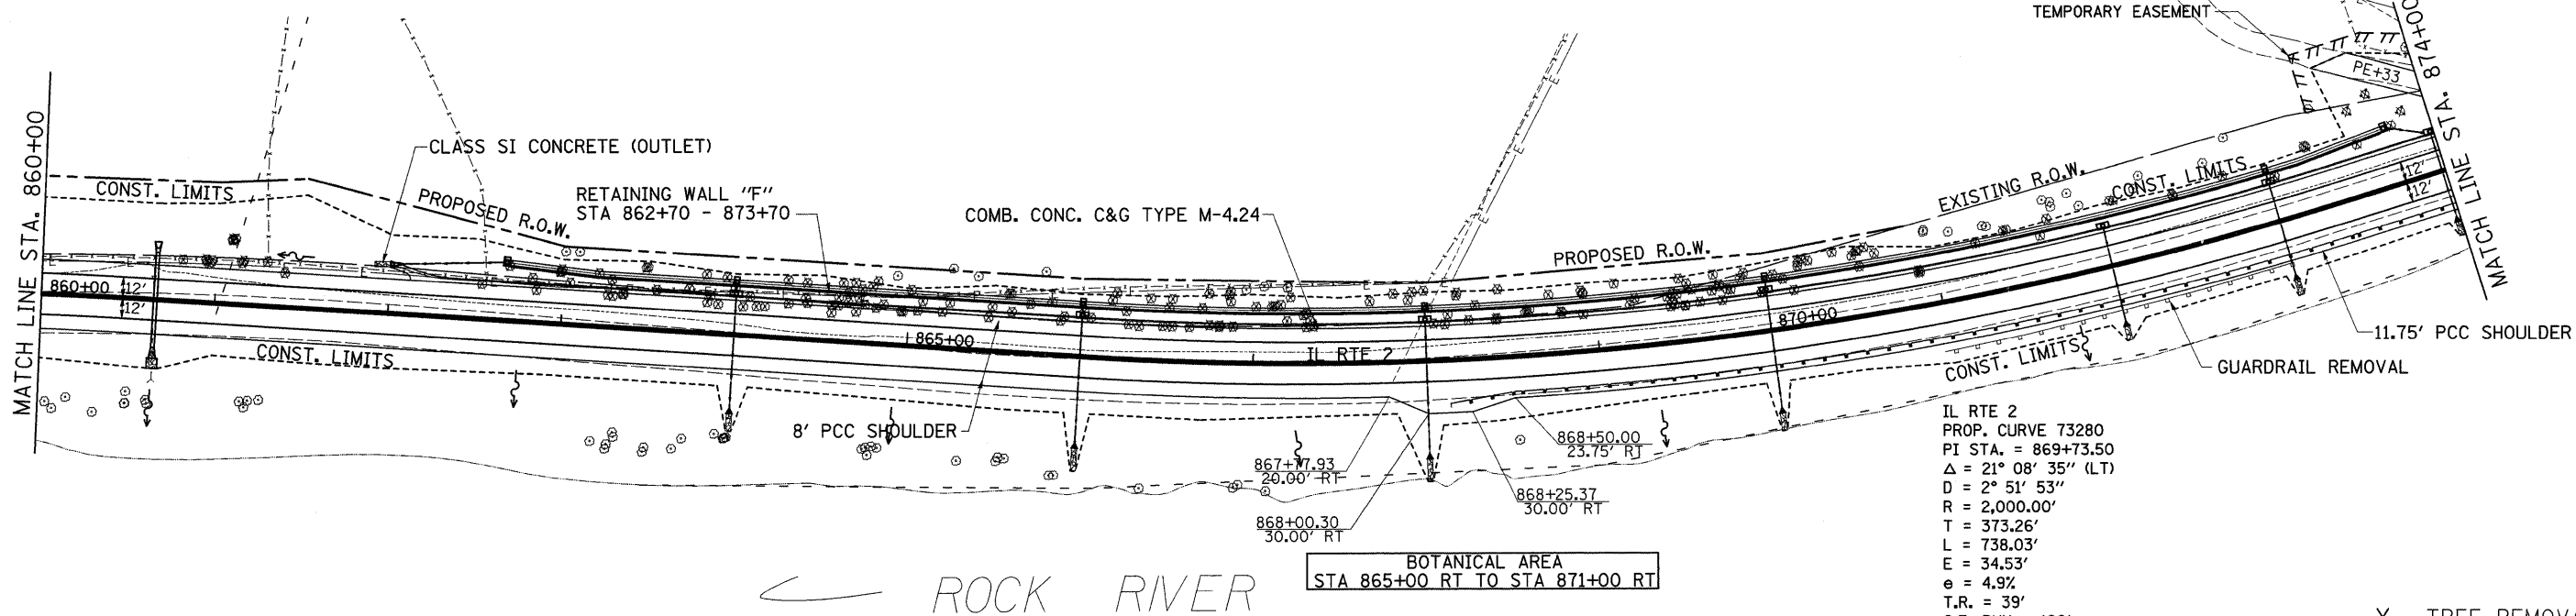 TEMPORARY EASEMENT
MATCH LINE STA. 874+00
PE+33
MATCH LINE STA. 860+00
CLASS SI CONCRETE (OUTLET)
CONST. LIMITS
PROPOSED R.O.W.
RETAINING WALL "F"
STA 862+70 - 873+70
COMB. CONC. C&G TYPE M-4.24
PROPOSED R.O.W.
EXISTING R.O.W.
CONST. LIMITS
12'
12'
E
E
E
E
E
E
E
E
E
E
860+00
12'
12'
865+00
IL RTE 2
870+00
CONST. LIMITS
8' PCC SHOULDER
CONST. LIMITS
11.75' PCC SHOULDER
GUARDRAIL REMOVAL
868+50.00
23.75' RT
867+77.93
20.00' RT
868+25.37
30.00' RT
868+00.30
30.00' RT
BOTANICAL AREA
STA 865+00 RT TO STA 871+00 RT
ROCK RIVER
IL RTE 2
PROP. CURVE 73280
PI STA. = 869+73.50
Δ = 21° 08' 35" (LT)
D = 2° 51' 53"
R = 2,000.00'
T = 373.26'
L = 738.03'
E = 34.53'
e = 4.9%
T.R. = 39'
X TREE REMOVAL